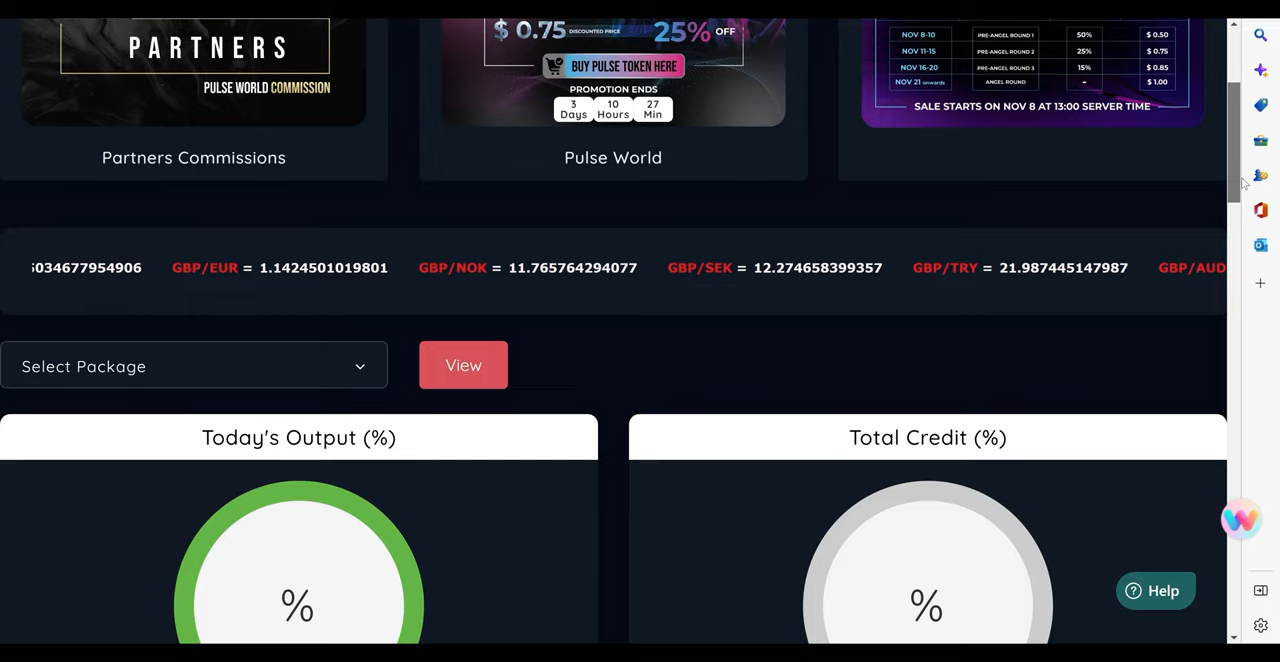 PARTNERS
PULSE WORLD COMMISSION
Partners Commissions
$ 0.75 DISCOUNTED PRICE 25% OFF
BUY PULSE TOKEN HERE
PROMOTION ENDS
3 Days 10 Hours 27 Min
Pulse World
NOV 8-10 PRE-ANGEL ROUND 1 50% $ 0.50
NOV 11-15 PRE-ANGEL ROUND 2 25% $ 0.75
NOV 16-20 PRE-ANGEL ROUND 3 15% $ 0.85
NOV 21 onwards ANGEL ROUND - $ 1.00
SALE STARTS ON NOV 8 AT 13:00 SERVER TIME
034677954906 GBP/EUR = 1.1424501019801 GBP/NOK = 11.765764294077 GBP/SEK = 12.274658399357 GBP/TRY = 21.987445147987 GBP/AUD
Select Package
View
Today's Output (%)
Total Credit (%)
%
%
Help